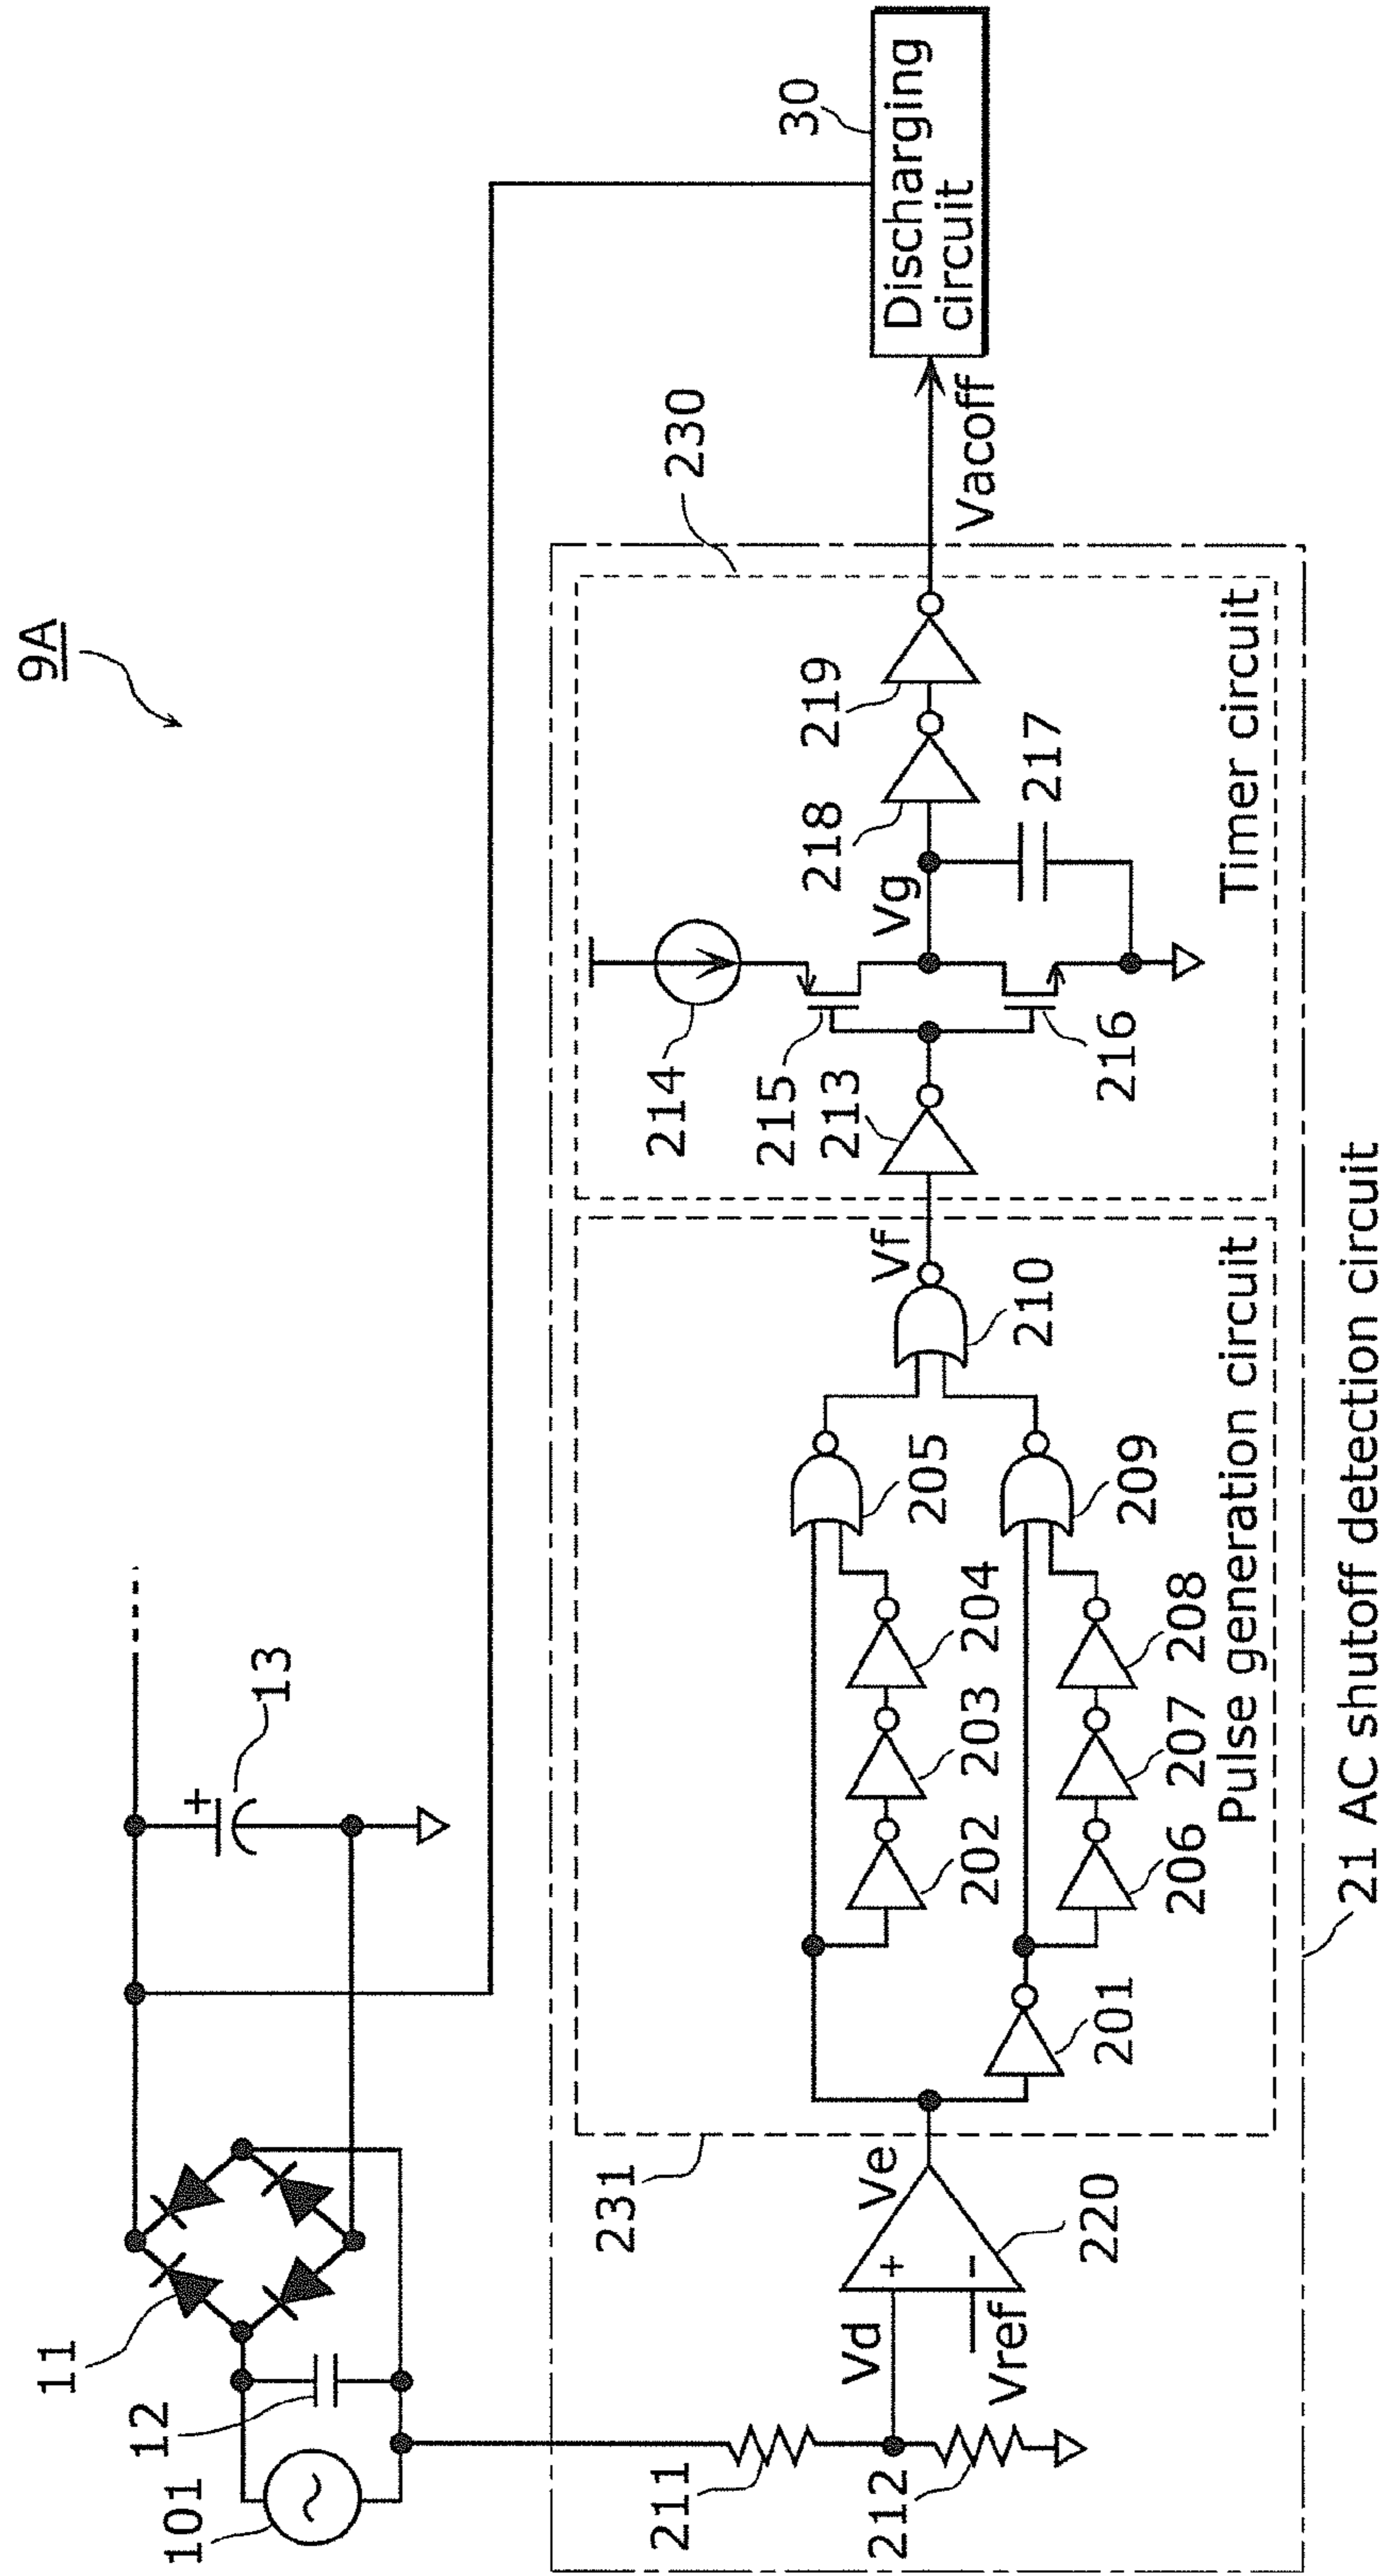 9A
11
12
101
13
30
Discharging
circuit
Vacoff
230
219
218
217
Vg
214
215
213
216
Timer circuit
Vf
210
205
209
204
203
202
208
207
206
201
Pulse generation circuit
231
Ve
220
+
-
+
Vd
Vref
211
212
21 AC shutoff detection circuit